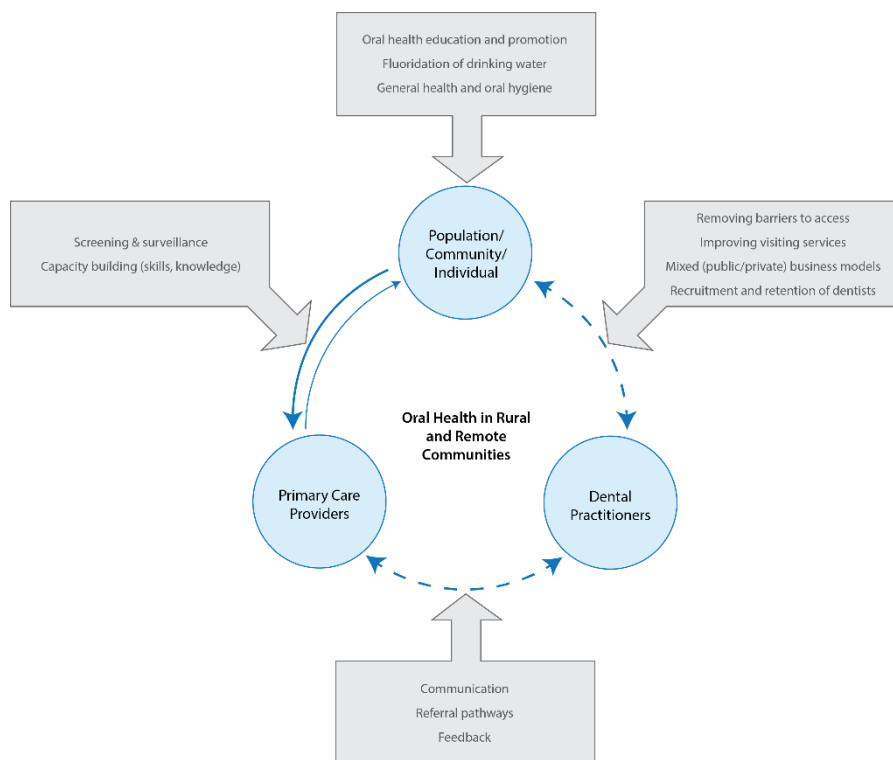 Oral health education and promotion
Fluoridation of drinking water
General health and oral hygiene
Screening & surveillance
Capacity building (skills, knowledge)
Population/
Community/
Individual
Removing barriers to access
Improving visiting services
Mixed (public/private) business models
Recruitment and retention of dentists
Oral Health in Rural
and Remote
Communities
Primary Care
Providers
Dental
Practitioners
Communication
Referral pathways
Feedback